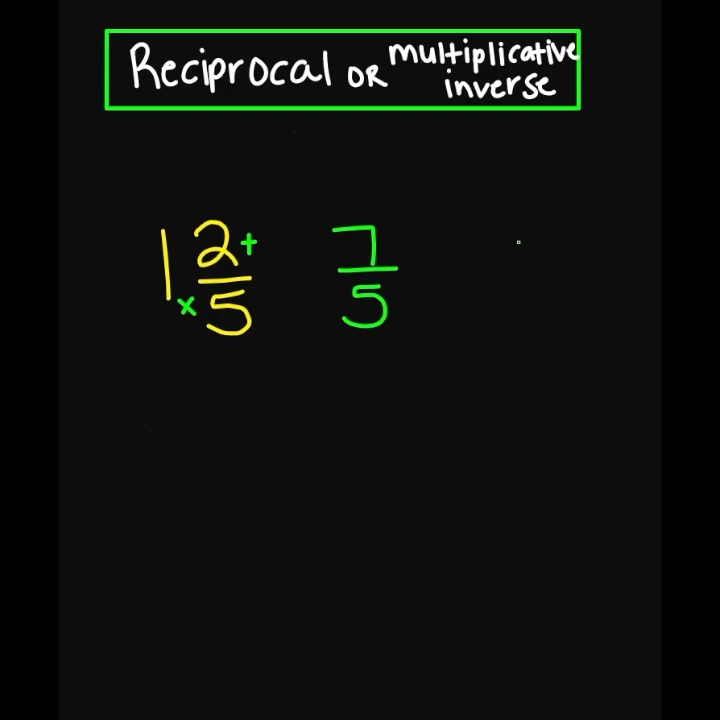 Reciprocal OR multiplicative inverse
1 2/5 + x 7/5